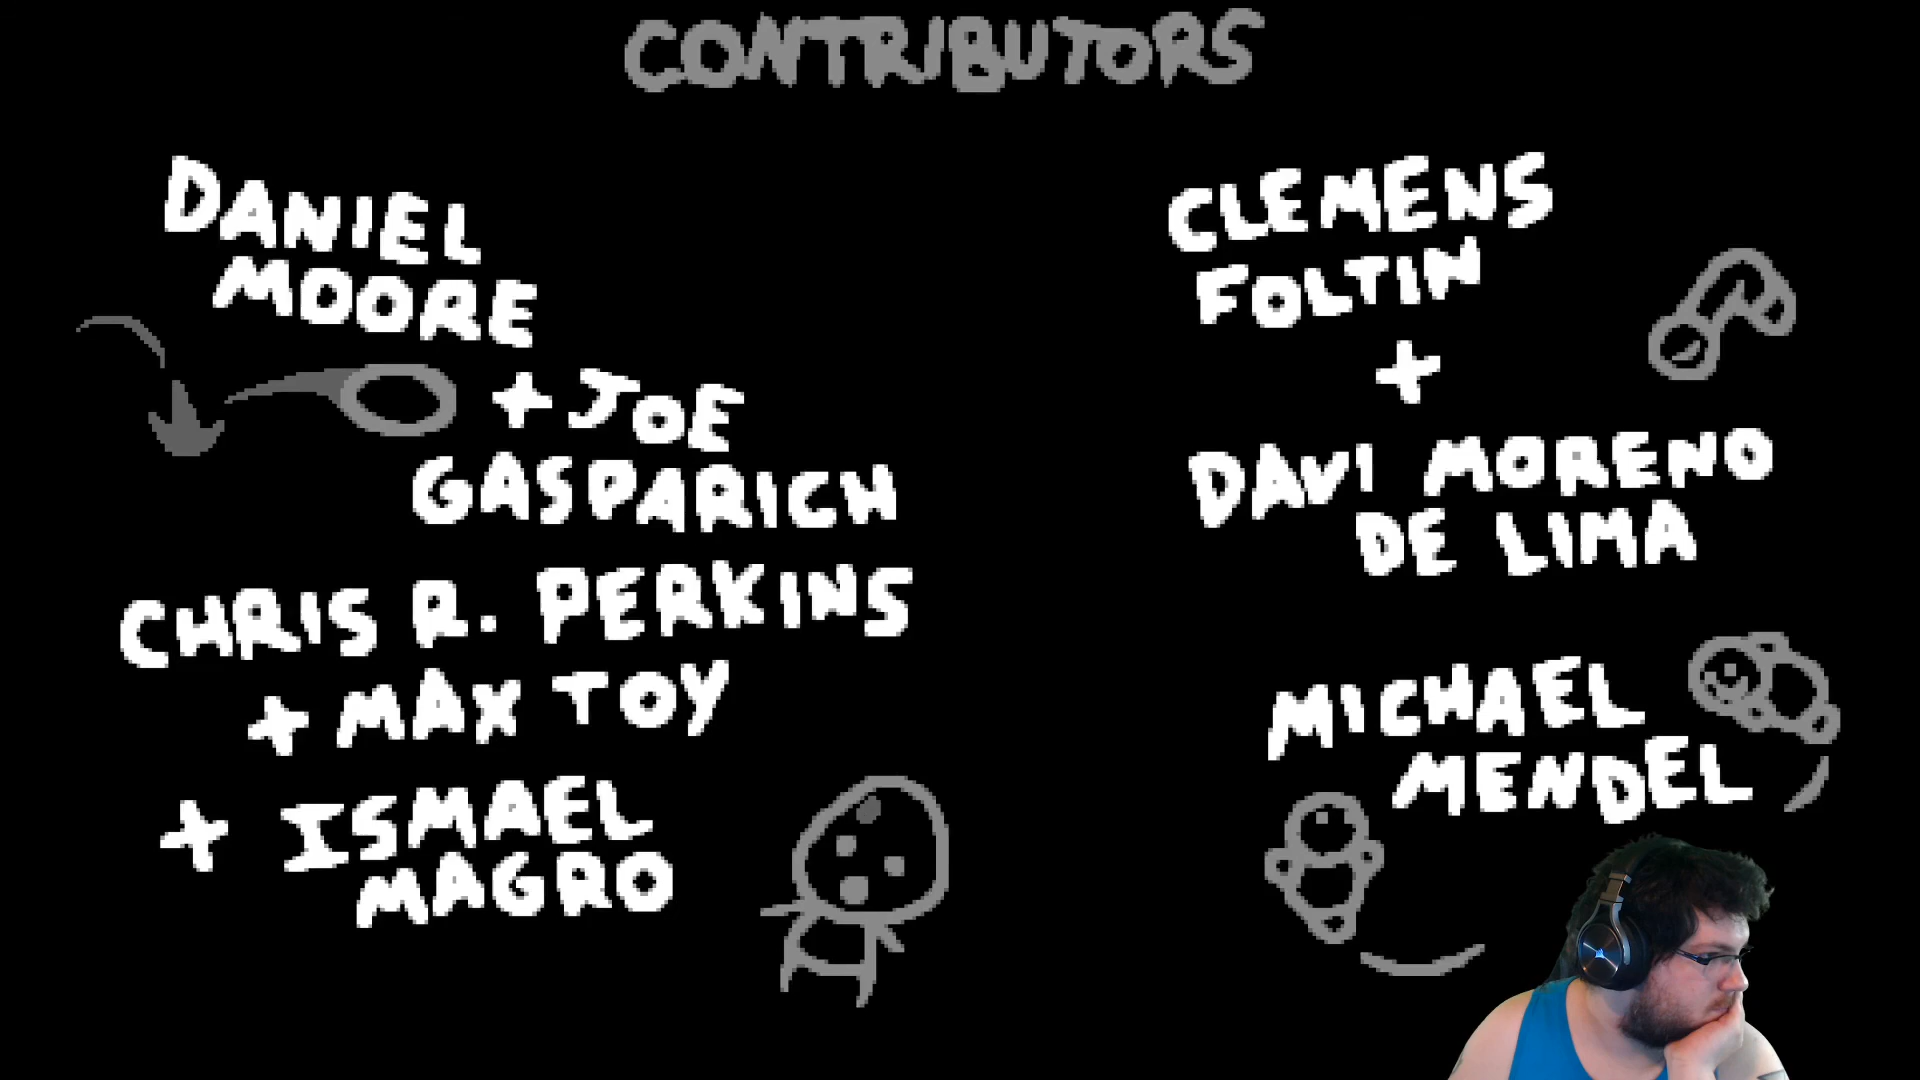 CONTRIBUTORS
DANIEL
MOORE
+ JOE
GASPARICH
CHRIS R. PERKINS
+ MAX TOY
+ ISMAEL
MAGRO
CLEMENS
FOLTIN
+
DAVI MORENO
DE LIMA
MICHAEL
MENDEL